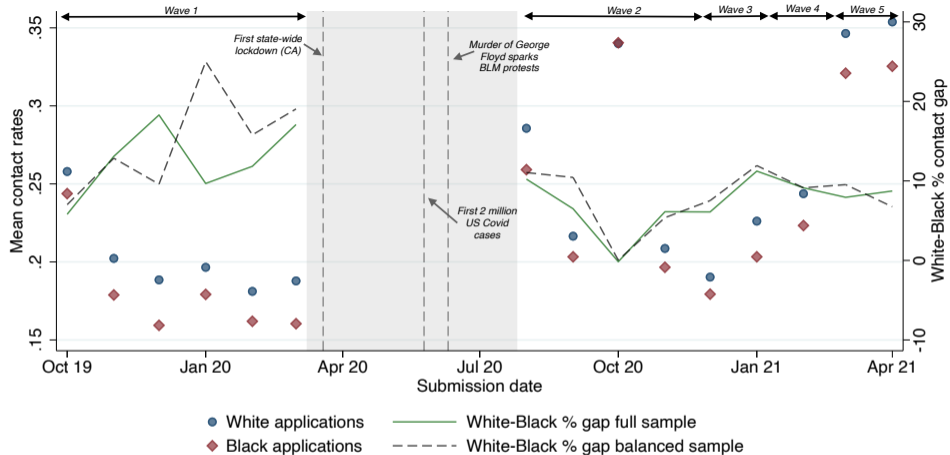 Wave 1
Wave 2
Wave 3
Wave 4
Wave 5
First state-wide
lockdown (CA)
Murder of George
Floyd sparks
BLM protests
First 2 million
US Covid
cases
Mean contact rates
.35
.3
.25
.2
.15
White-Black % contact gap
30
20
10
0
-10
Oct 19
Jan 20
Apr 20
Jul 20
Oct 20
Jan 21
Apr 21
Submission date
White applications
White-Black % gap full sample
Black applications
White-Black % gap balanced sample